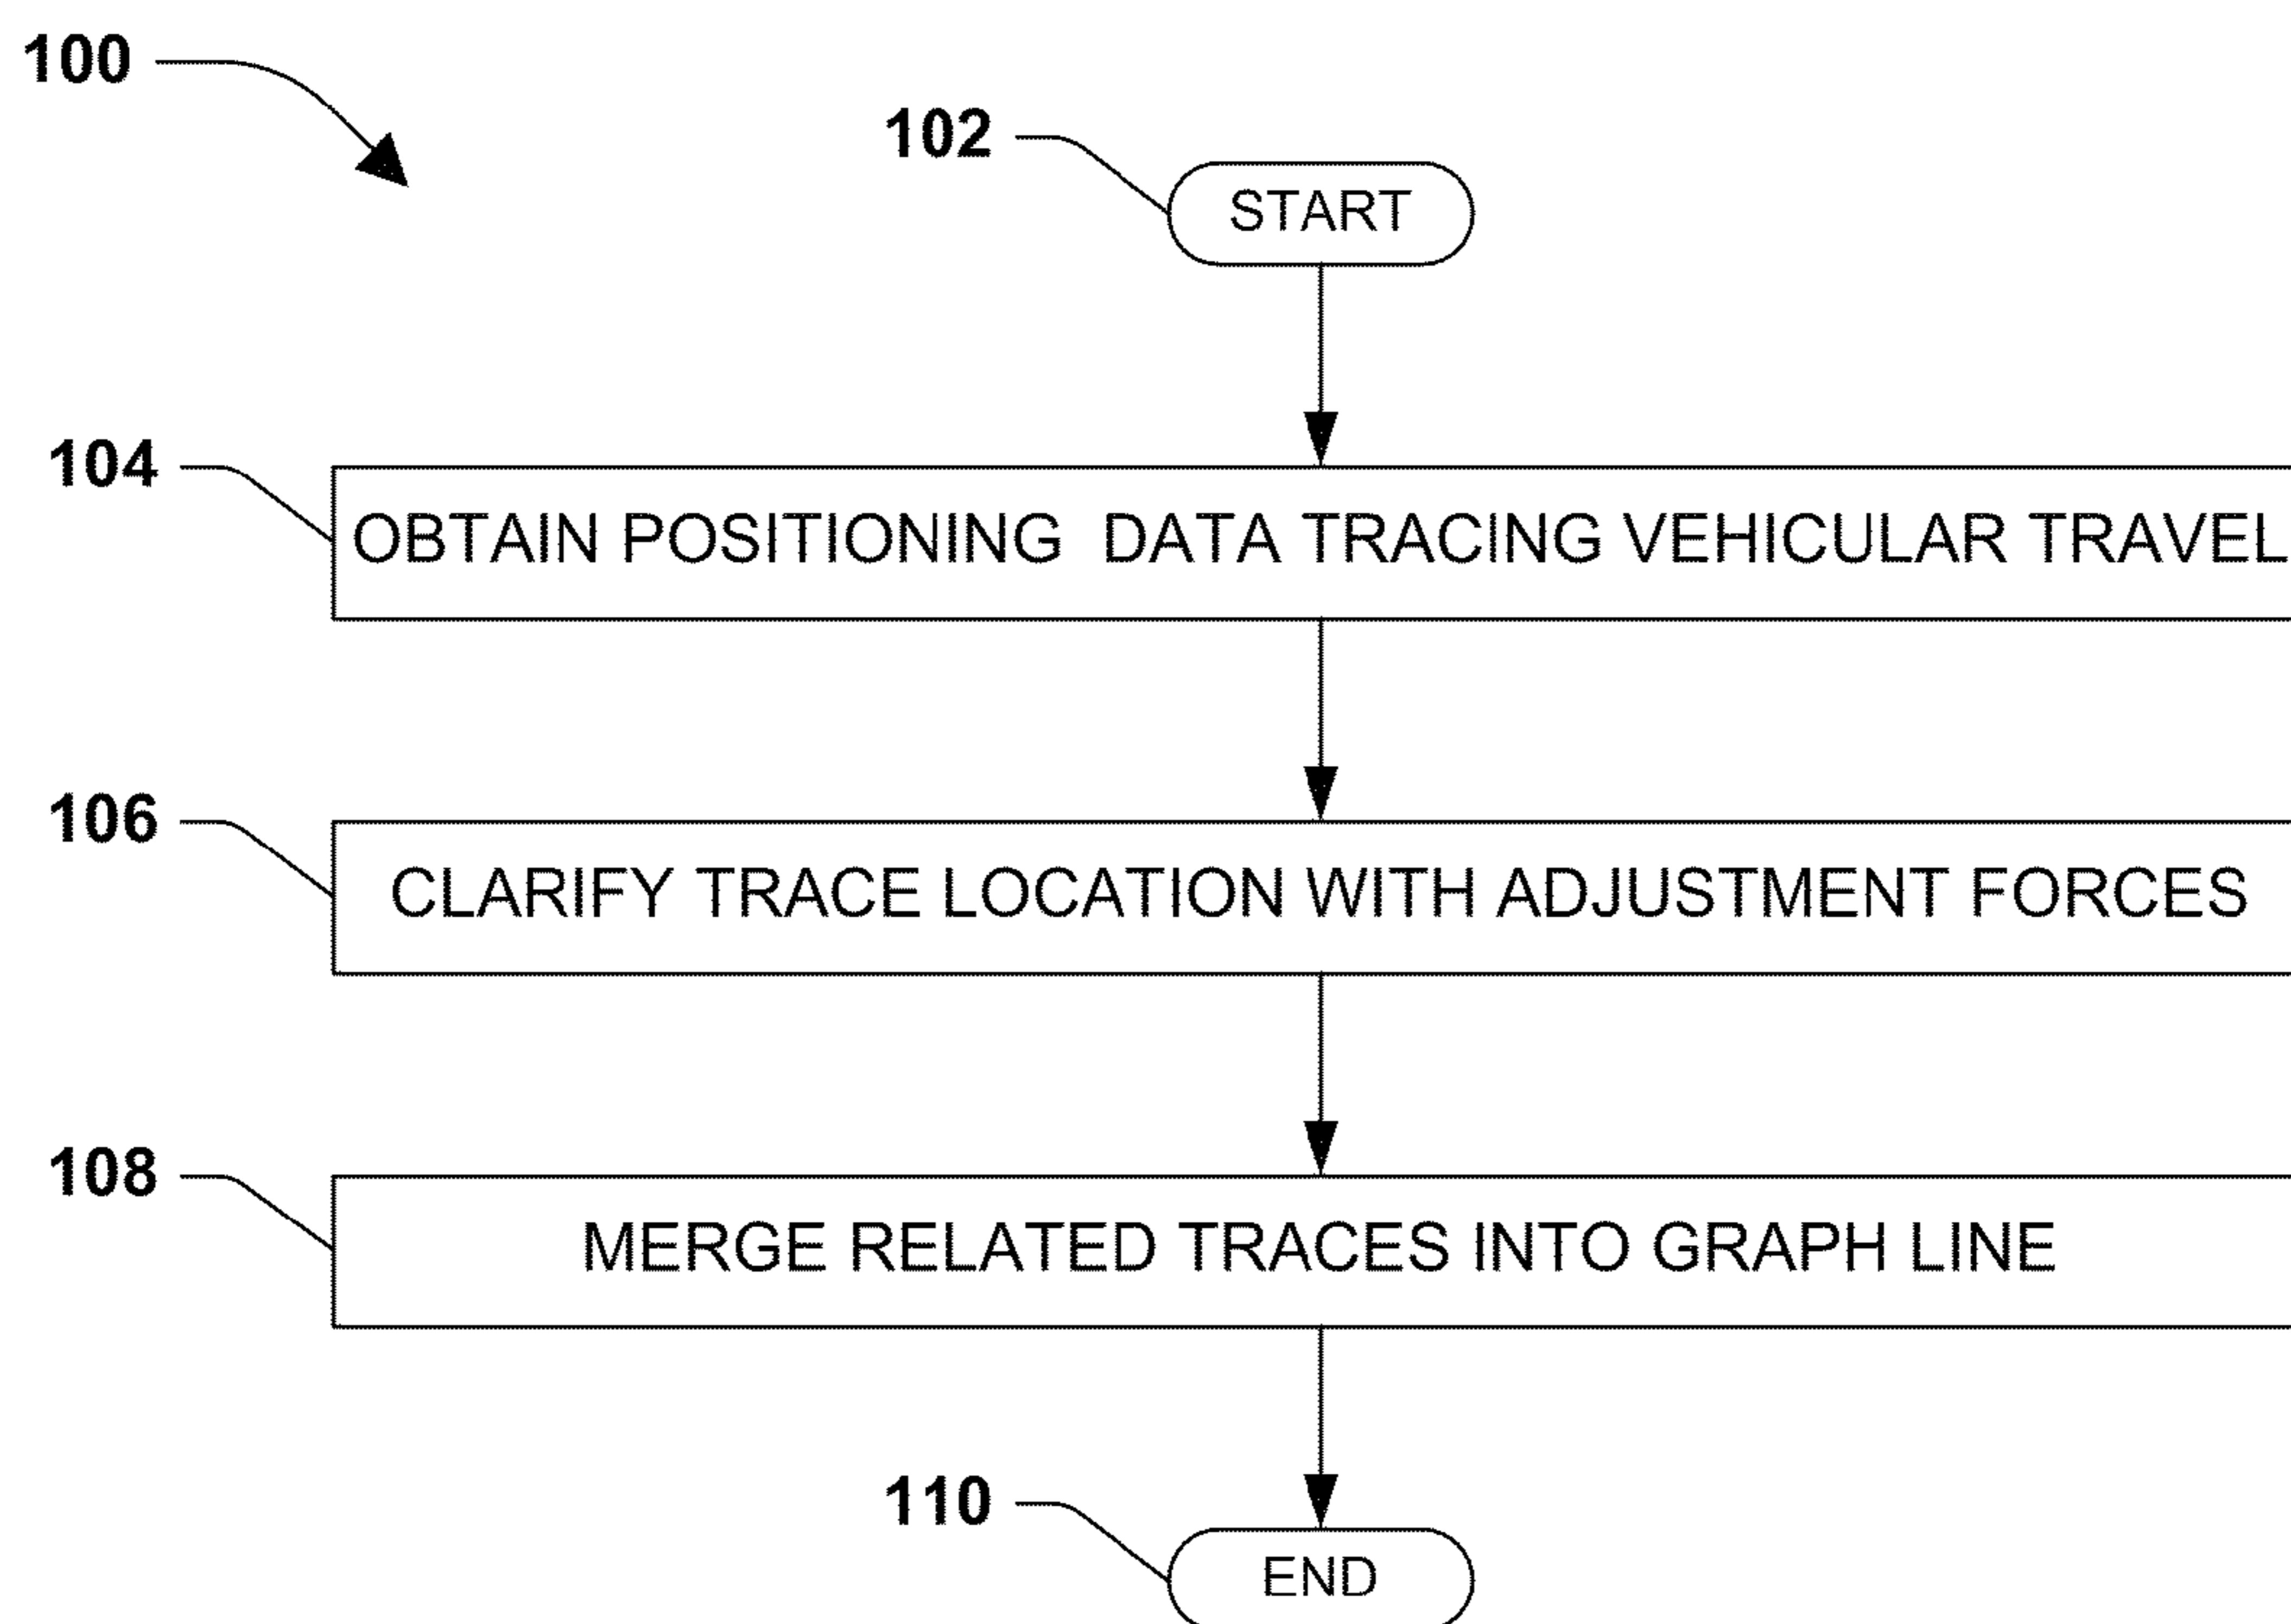 100
102
START
104
OBTAIN POSITIONING DATA TRACING VEHICULAR TRAVEL
106
CLARIFY TRACE LOCATION WITH ADJUSTMENT FORCES
108
MERGE RELATED TRACES INTO GRAPH LINE
110
END